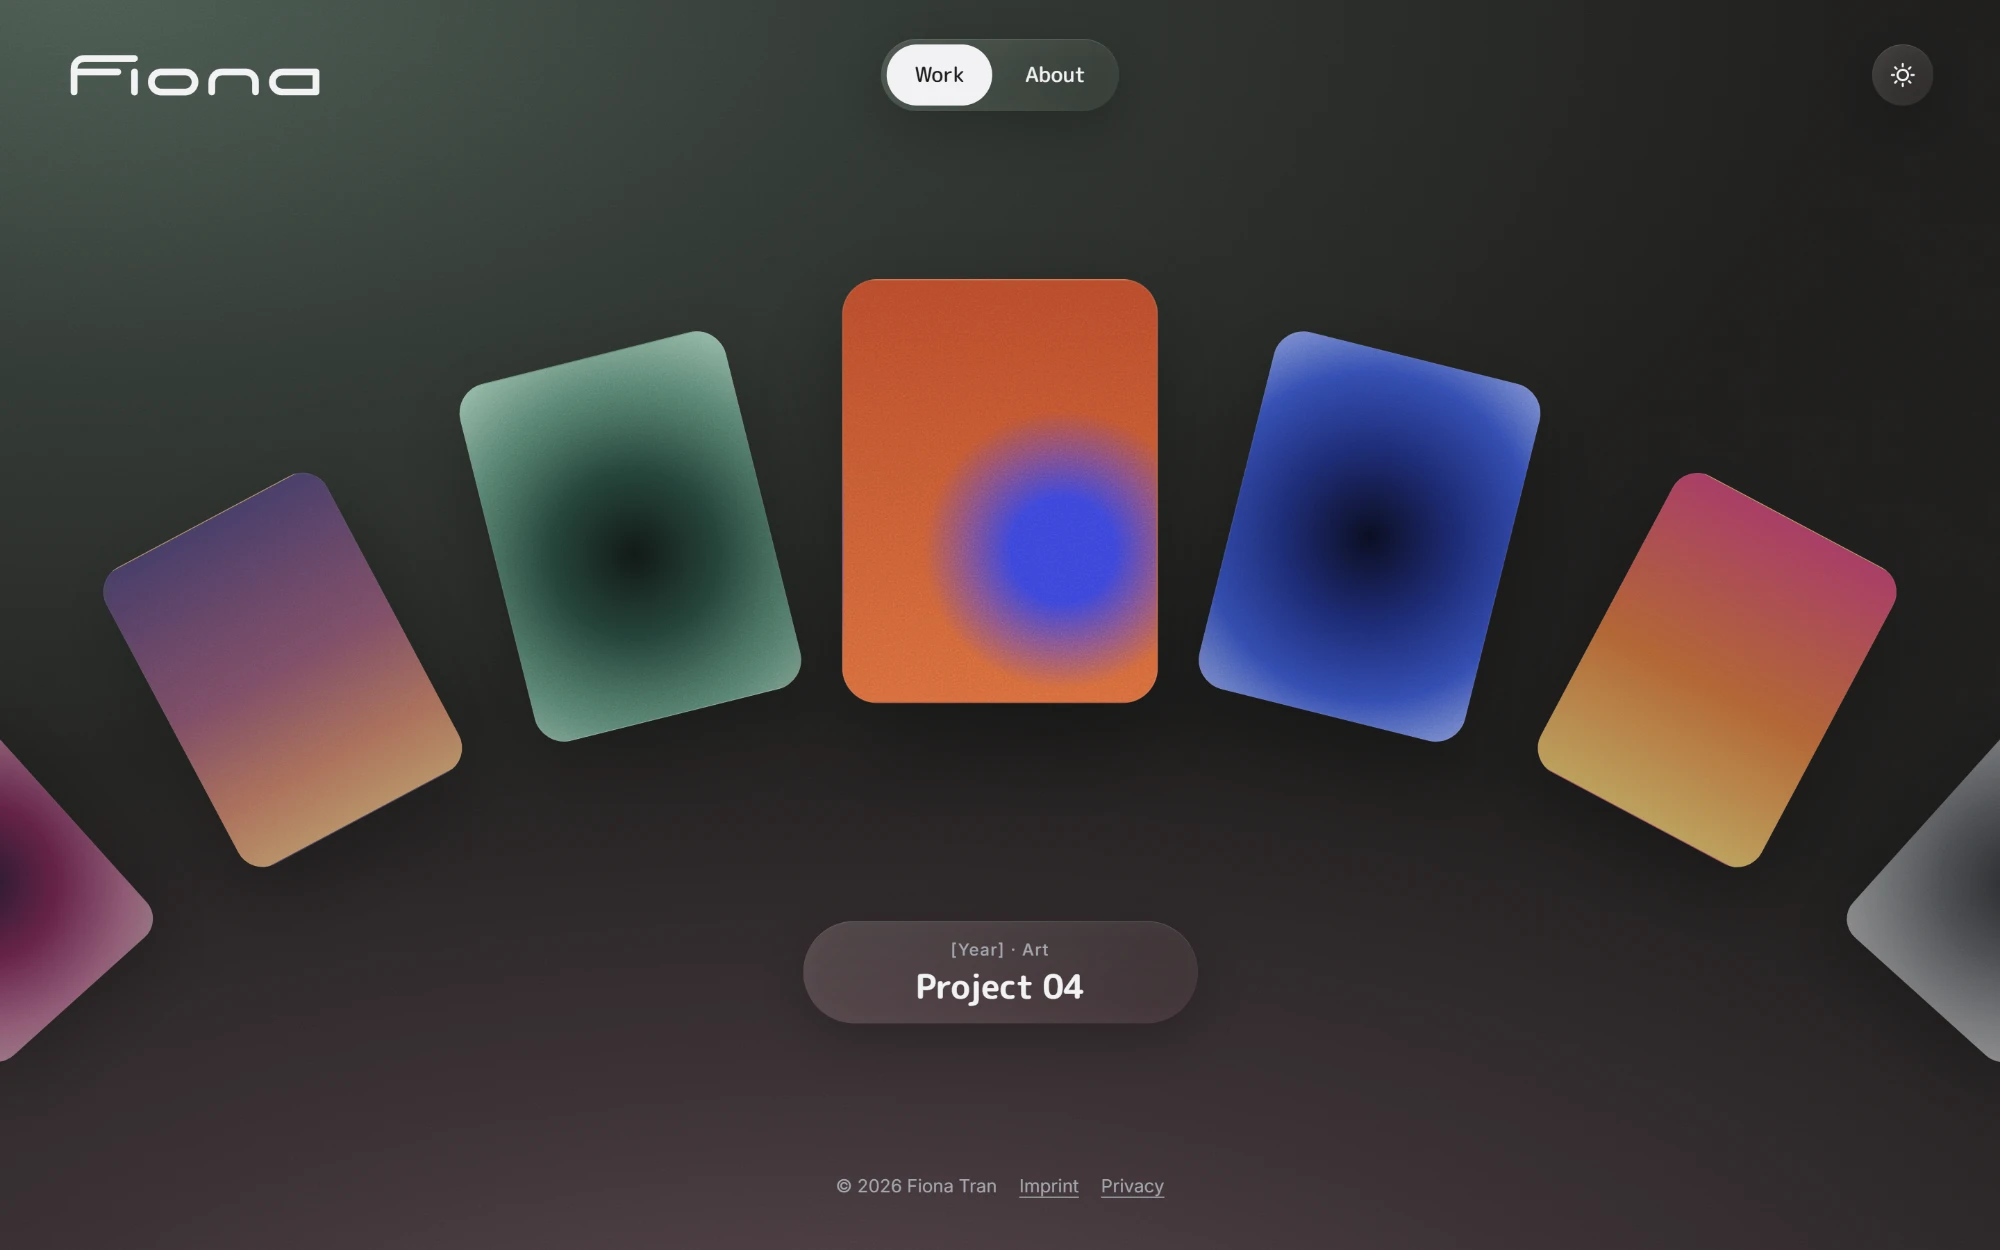 Fiona
Work
About
[Year] · Art
Project 04
© 2026 Fiona Tran Imprint Privacy